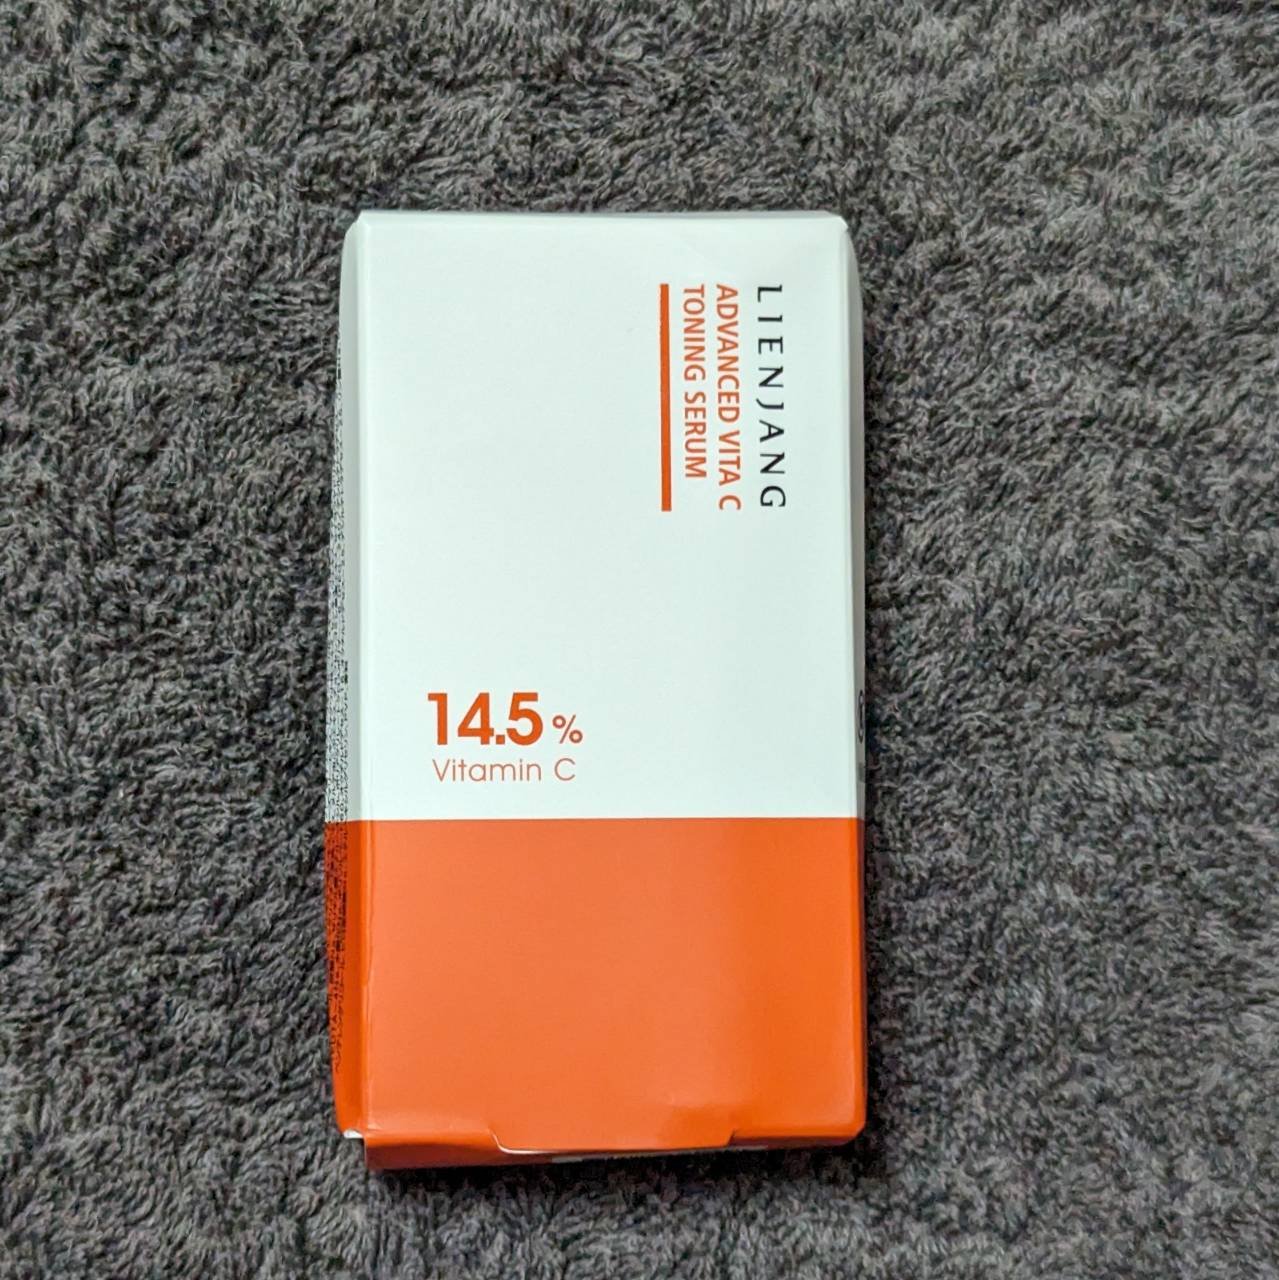 LIENJANG
ADVANCED VITA C
TONING SERUM
14.5%
Vitamin C